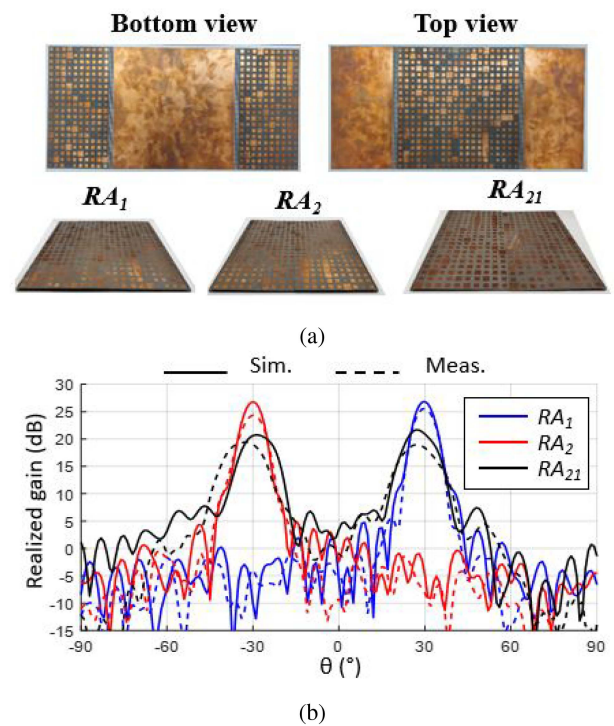 Bottom view
Top view
RA1
RA2
RA21
(a)
Sim.
Meas.
Realized gain (dB)
30
25
20
15
10
5
0
-5
-10
-15
RA1
RA2
RA21
-90
-60
-30
0
30
60
90
θ (°)
(b)